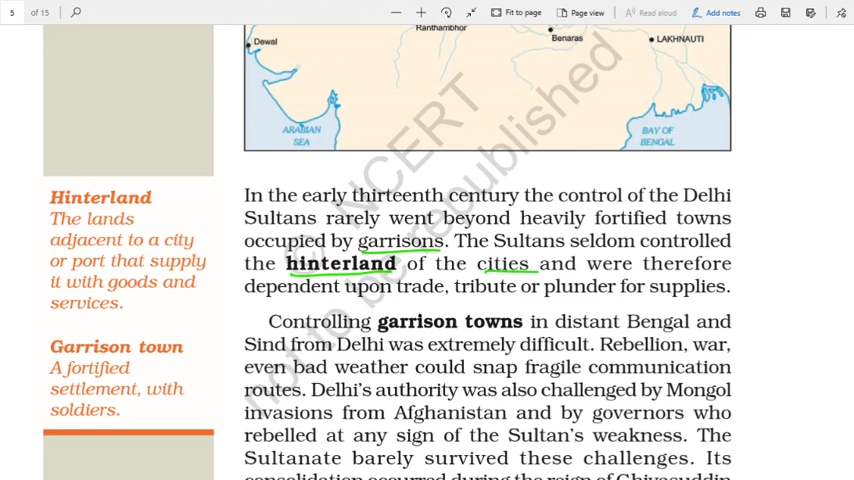 5 of 15
Fit to page
Page view
Read aloud
Add notes
Ranthambhor
Dewal
Benaras
LAKHNAUTI
ARABIAN
SEA
BAY OF
BENGAL
© NCERT
not to be republished
Hinterland
The lands
adjacent to a city
or port that supply
it with goods and
services.
Garrison town
A fortified
settlement, with
soldiers.
In the early thirteenth century the control of the Delhi
Sultans rarely went beyond heavily fortified towns
occupied by garrisons. The Sultans seldom controlled
the hinterland of the cities and were therefore
dependent upon trade, tribute or plunder for supplies.
Controlling garrison towns in distant Bengal and
Sind from Delhi was extremely difficult. Rebellion, war,
even bad weather could snap fragile communication
routes. Delhi's authority was also challenged by Mongol
invasions from Afghanistan and by governors who
rebelled at any sign of the Sultan's weakness. The
Sultanate barely survived these challenges. Its
consolidation occurred during the reign of Ghiyasuddin